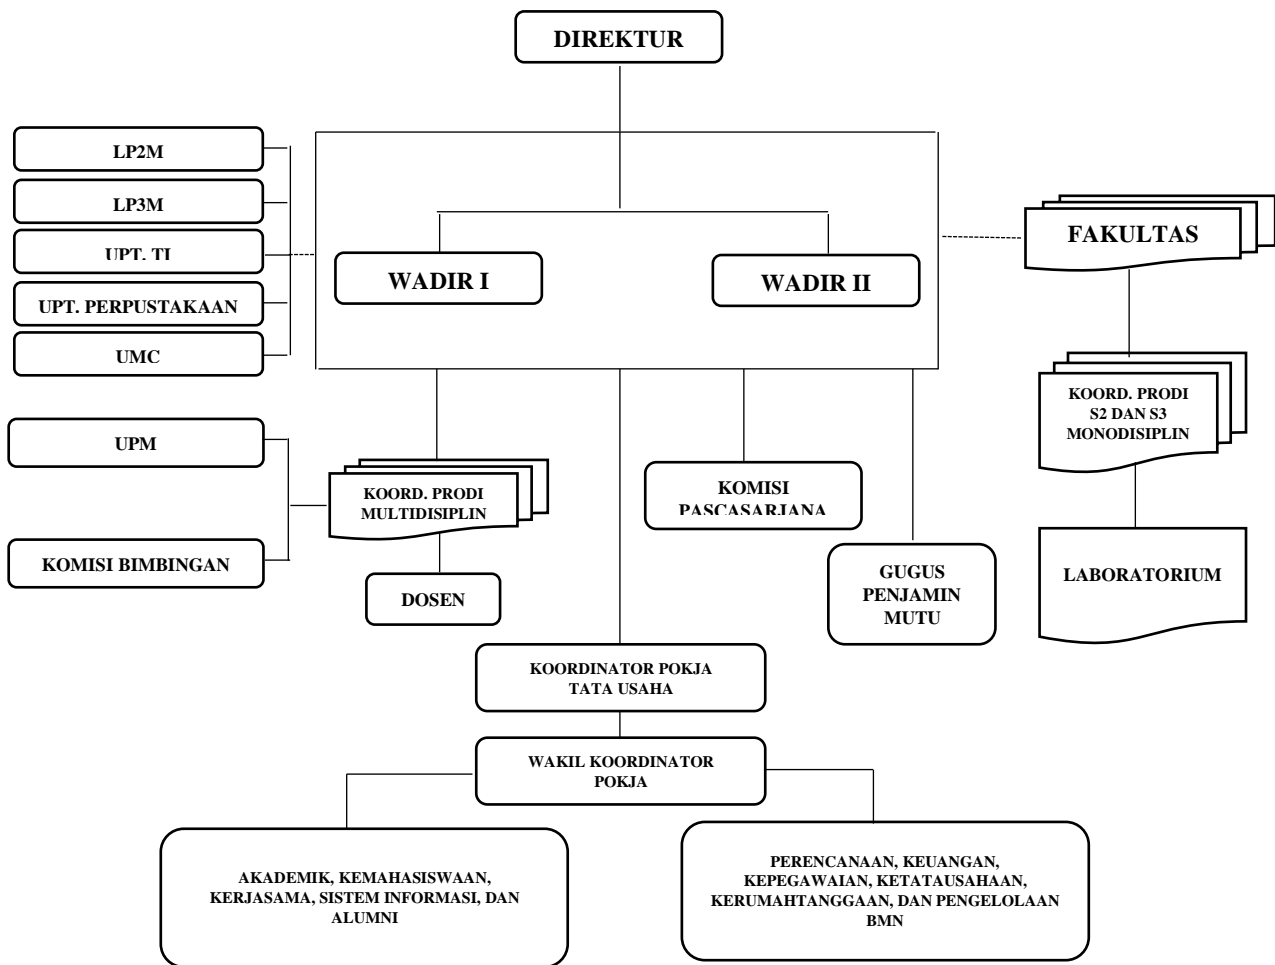 DIREKTUR
LP2M
LP3M
UPT. TI
UPT. PERPUSTAKAAN
UMC
WADIR I
WADIR II
FAKULTAS
KOORD. PRODI
S2 DAN S3
MONODISIPLIN
LABORATORIUM
UPM
KOMISI BIMBINGAN
KOORD. PRODI
MULTIDISIPLIN
DOSEN
KOMISI
PASCASARJANA
GUGUS
PENJAMIN
MUTU
KOORDINATOR POKJA
TATA USAHA
WAKIL KOORDINATOR
POKJA
AKADEMIK, KEMAHASISWAAN,
KERJASAMA, SISTEM INFORMASI, DAN
ALUMNI
PERENCANAAN, KEUANGAN,
KEPEGAWAIAN, KETATAUSAHAAN,
KERUMAHTANGGAAN, DAN PENGELOLAAN
BMN